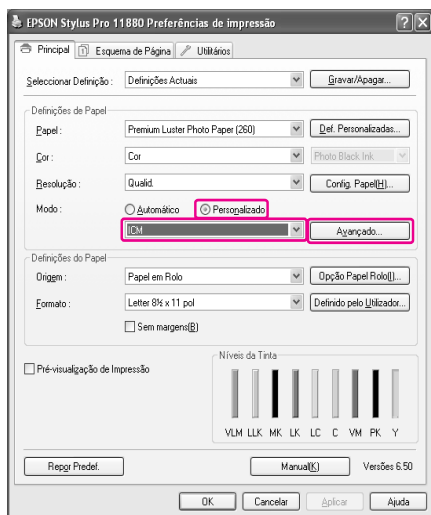 EPSON Stylus Pro 11880 Preferências de impressão
Principal Esquema de Página Utilitários
Seleccionar Definição : Definições Actuais Gravar/Apagar...
Definições de Papel
Papel : Premium Luster Photo Paper (260) Def. Personalizadas...
Cor : Cor Photo Black Ink
Resolução : Qualid. Config. Papel(H)...
Modo : Automático Personalizado
ICM Avançado...
Definições do Papel
Origem : Papel em Rolo Opção Papel Rolo(I)...
Formato : Letter 8½ x 11 pol Definido pelo Utilizador...
Sem margens(B)
Pré-visualização de Impressão
Níveis da Tinta
VLM LLK MK LK LC C VM PK Y
Repor Predef. Manual(K) Versões 6.50
OK Cancelar Aplicar Ajuda